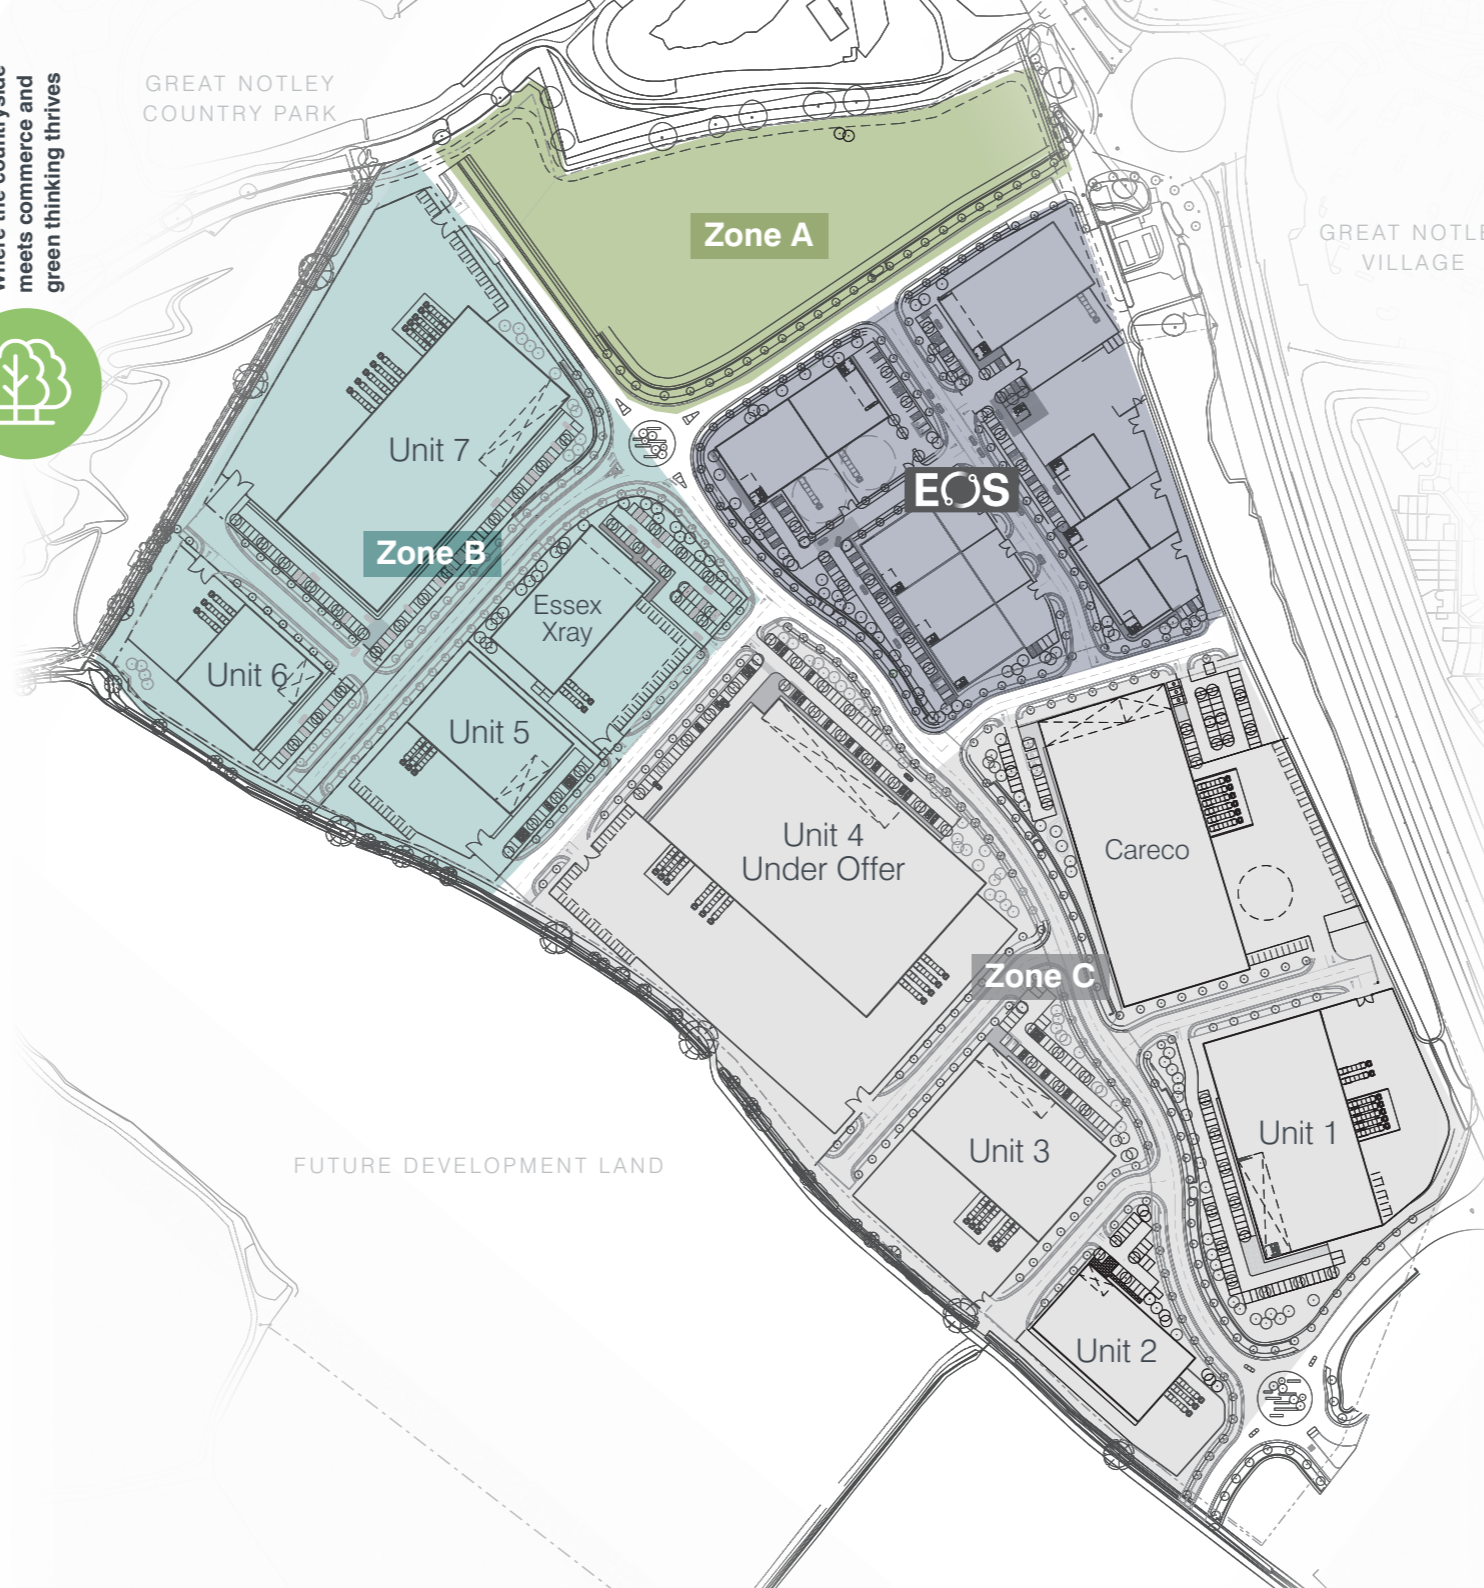 meets commerce and
green thinking thrives
GREAT NOTLEY
COUNTRY PARK
GREAT
VILLAGE
Zone A
EOS
Unit 7
Zone B
Essex
Xray
Unit 6
Unit 5
Unit 4
Under Offer
Careco
Zone C
Unit 3
Unit 1
Unit 2
FUTURE DEVELOPMENT LAND